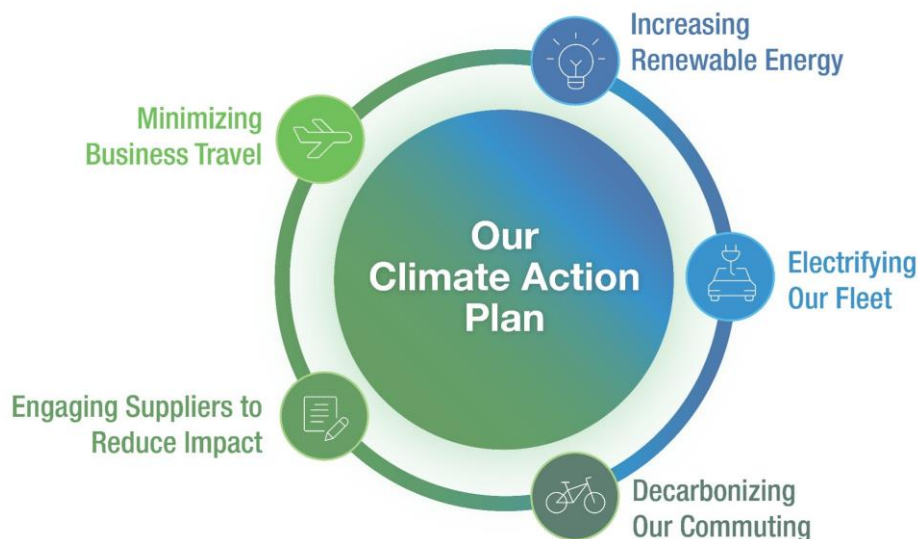 Increasing
Renewable Energy
Minimizing
Business Travel
Our
Climate Action
Plan
Electrifying
Our Fleet
Engaging Suppliers to
Reduce Impact
Decarbonizing
Our Commuting